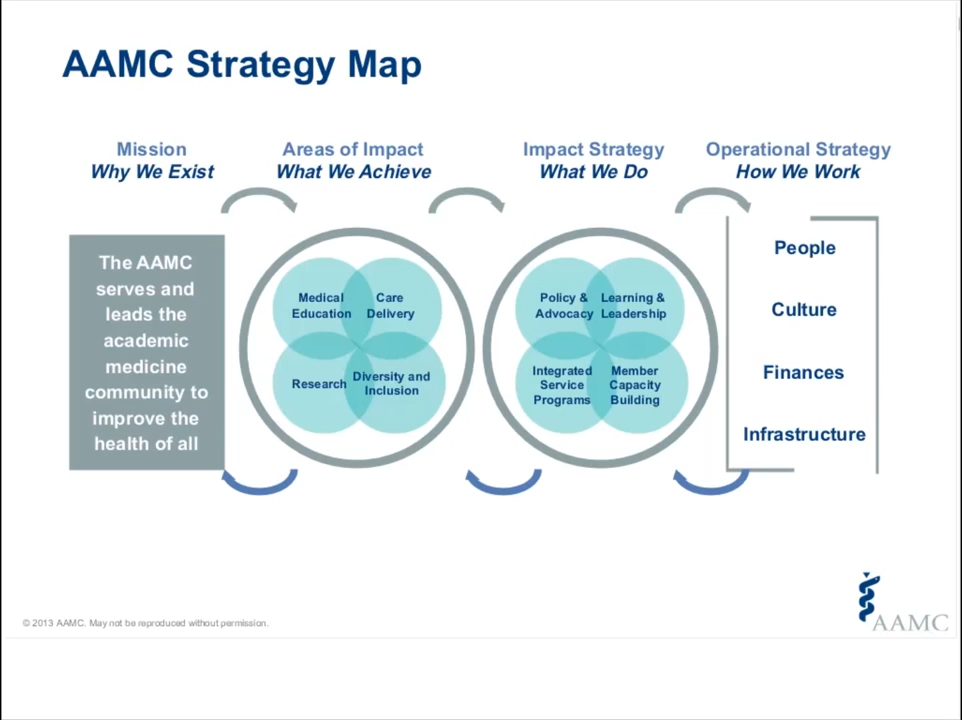 AAMC Strategy Map
Mission
Why We Exist
Areas of Impact
What We Achieve
Impact Strategy
What We Do
Operational Strategy
How We Work
The AAMC
serves and
leads the
academic
medicine
community to
improve the
health of all
Medical
Education
Care
Delivery
Research
Diversity and
Inclusion
Policy &
Advocacy
Learning &
Leadership
Integrated
Service
Programs
Member
Capacity
Building
People
Culture
Finances
Infrastructure
© 2013 AAMC. May not be reproduced without permission.
AAMC